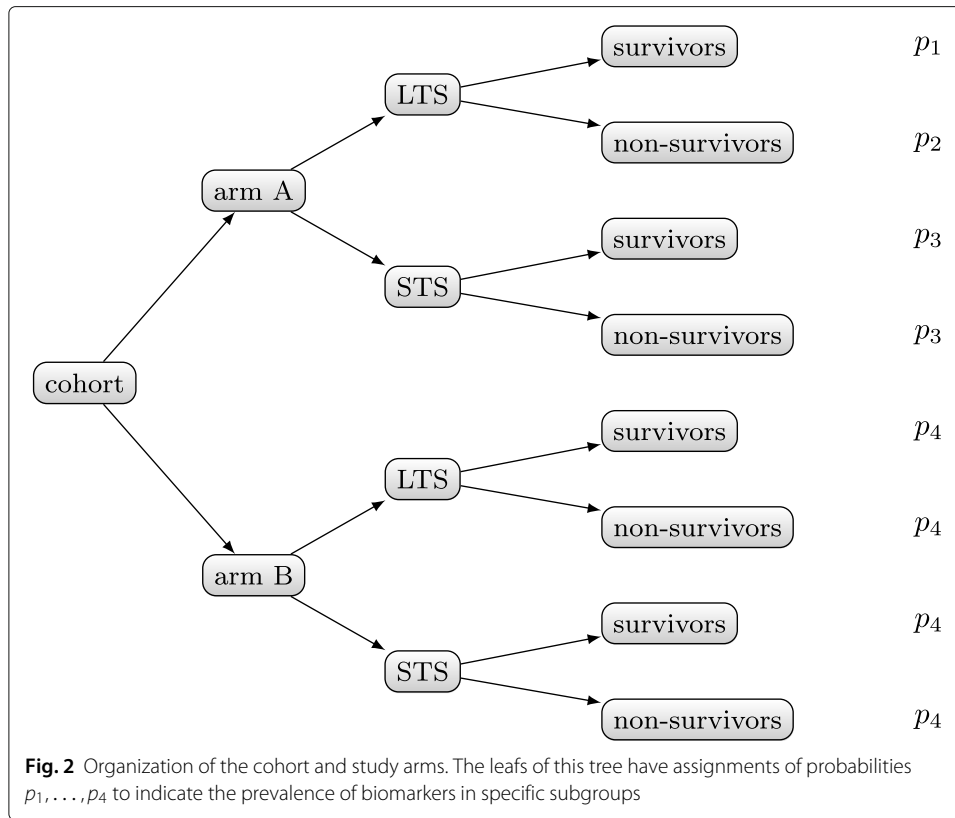 survivors p₁
LTS
non-survivors p₂
arm A
survivors p₃
STS
non-survivors p₃
cohort
survivors p₄
LTS
non-survivors p₄
arm B
survivors p₄
STS
non-survivors p₄
Fig. 2 Organization of the cohort and study arms. The leafs of this tree have assignments of probabilities
p₁, . . . , p₄ to indicate the prevalence of biomarkers in specific subgroups